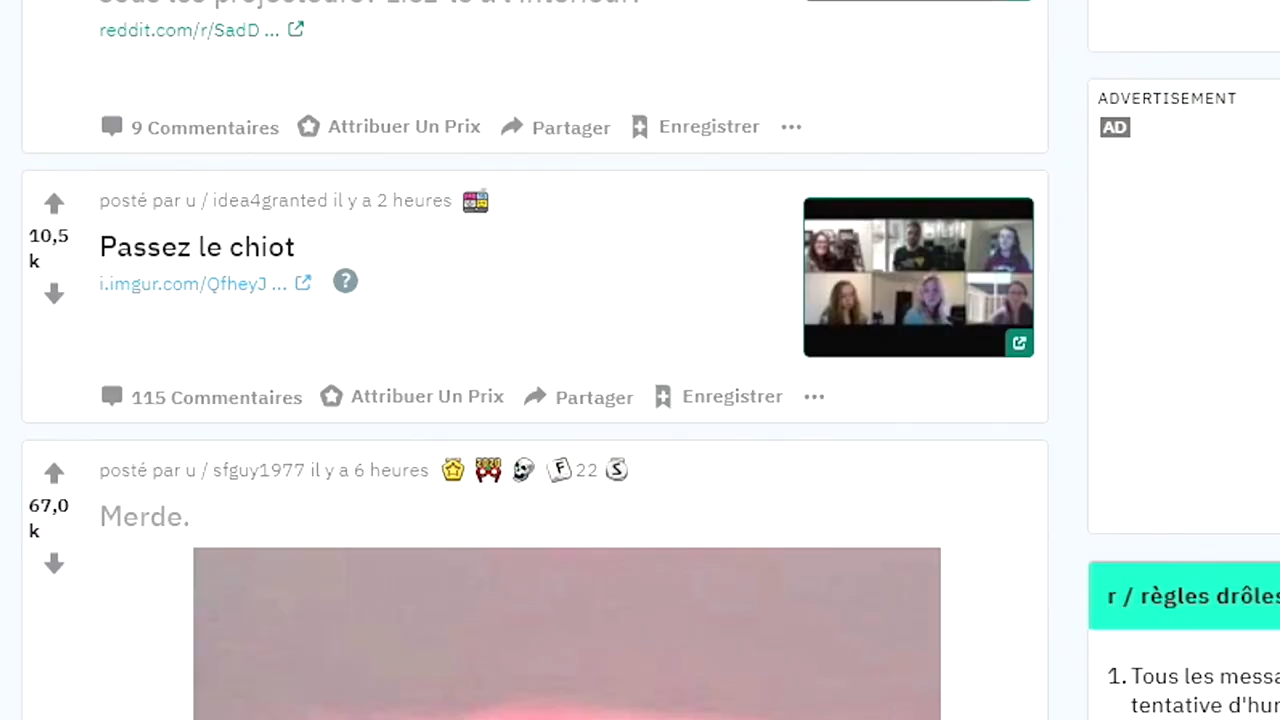 reddit.com/r/SadD ...
9 Commentaires Attribuer Un Prix Partager Enregistrer ...
ADVERTISEMENT
AD
posté par u / idea4granted il y a 2 heures
10,5
k
Passez le chiot
i.imgur.com/QfheyJ ... ?
115 Commentaires Attribuer Un Prix Partager Enregistrer ...
posté par u / sfguy1977 il y a 6 heures F 22 S
67,0
k
Merde.
r / règles drôles
1. Tous les messa
tentative d'hur